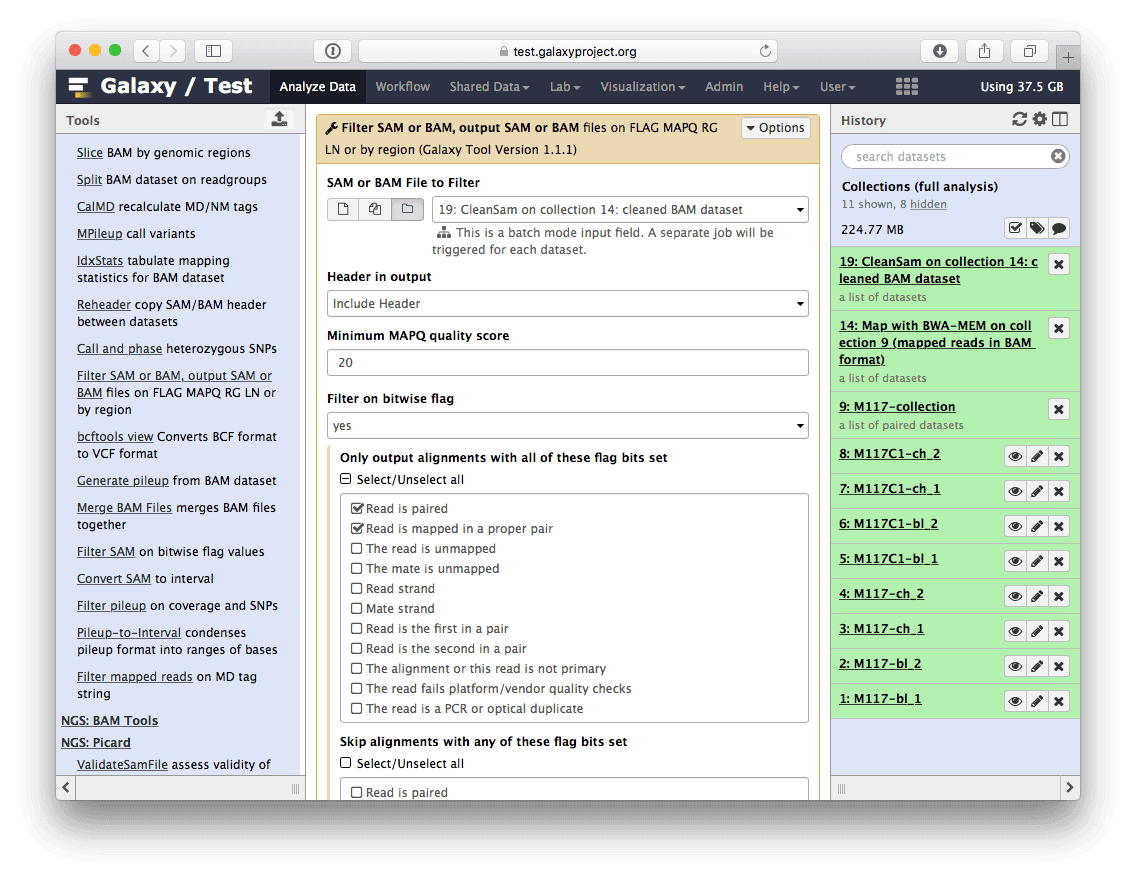 test.galaxyproject.org
Galaxy / Test
Analyze Data
Workflow
Shared Data
Lab
Visualization
Admin
Help
User
Using 37.5 GB
Tools
Slice BAM by genomic regions
Split BAM dataset on readgroups
CalMD recalculate MD/NM tags
MPileup call variants
IdxStats tabulate mapping
statistics for BAM dataset
Reheader copy SAM/BAM header
between datasets
Call and phase heterozygous SNPs
Filter SAM or BAM, output SAM or
BAM files on FLAG MAPQ RG LN or
by region
bcftools view Converts BCF format
to VCF format
Generate pileup from BAM dataset
Merge BAM Files merges BAM files
together
Filter SAM on bitwise flag values
Convert SAM to interval
Filter pileup on coverage and SNPs
Pileup-to-Interval condenses
pileup format into ranges of bases
Filter mapped reads on MD tag
string
NGS: BAM Tools
NGS: Picard
ValidateSamFile assess validity of
Filter SAM or BAM, output SAM or BAM files on FLAG MAPQ RG
LN or by region (Galaxy Tool Version 1.1.1)
Options
SAM or BAM File to Filter
19: CleanSam on collection 14: cleaned BAM dataset
This is a batch mode input field. A separate job will be
triggered for each dataset.
Header in output
Include Header
Minimum MAPQ quality score
20
Filter on bitwise flag
yes
Only output alignments with all of these flag bits set
Select/Unselect all
Read is paired
Read is mapped in a proper pair
The read is unmapped
The mate is unmapped
Read strand
Mate strand
Read is the first in a pair
Read is the second in a pair
The alignment or this read is not primary
The read fails platform/vendor quality checks
The read is a PCR or optical duplicate
Skip alignments with any of these flag bits set
Select/Unselect all
Read is paired
History
search datasets
Collections (full analysis)
11 shown, 8 hidden
224.77 MB
19: CleanSam on collection 14: c
leaned BAM dataset
a list of datasets
14: Map with BWA-MEM on coll
ection 9 (mapped reads in BAM
format)
a list of datasets
9: M117-collection
a list of paired datasets
8: M117C1-ch_2
7: M117C1-ch_1
6: M117C1-bl_2
5: M117C1-bl_1
4: M117-ch_2
3: M117-ch_1
2: M117-bl_2
1: M117-bl_1